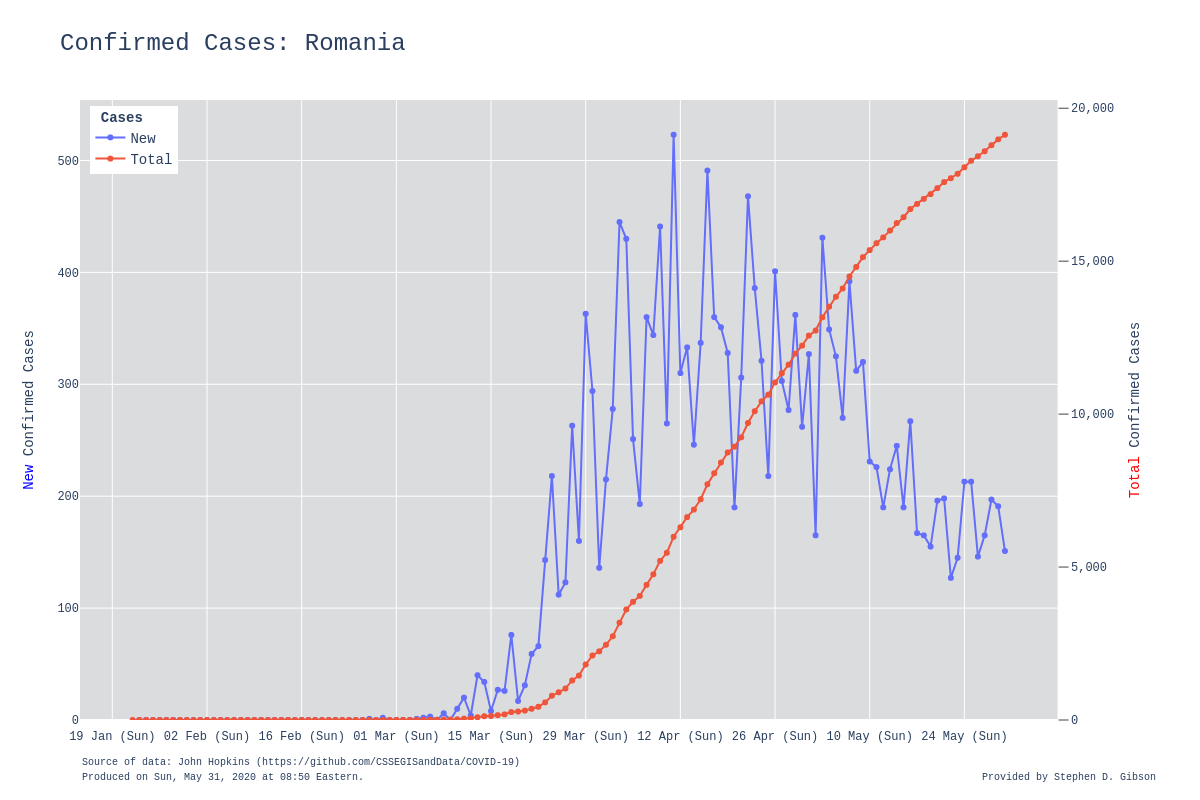 Confirmed Cases: Romania
Cases
New
Total
500
400
300
200
100
0
20,000
15,000
10,000
5,000
0
New Confirmed Cases
Total Confirmed Cases
19 Jan (Sun) 02 Feb (Sun) 16 Feb (Sun) 01 Mar (Sun) 15 Mar (Sun) 29 Mar (Sun) 12 Apr (Sun) 26 Apr (Sun) 10 May (Sun) 24 May (Sun)
Source of data: John Hopkins (https://github.com/CSSEGISandData/COVID-19)
Produced on Sun, May 31, 2020 at 08:50 Eastern.
Provided by Stephen D. Gibson